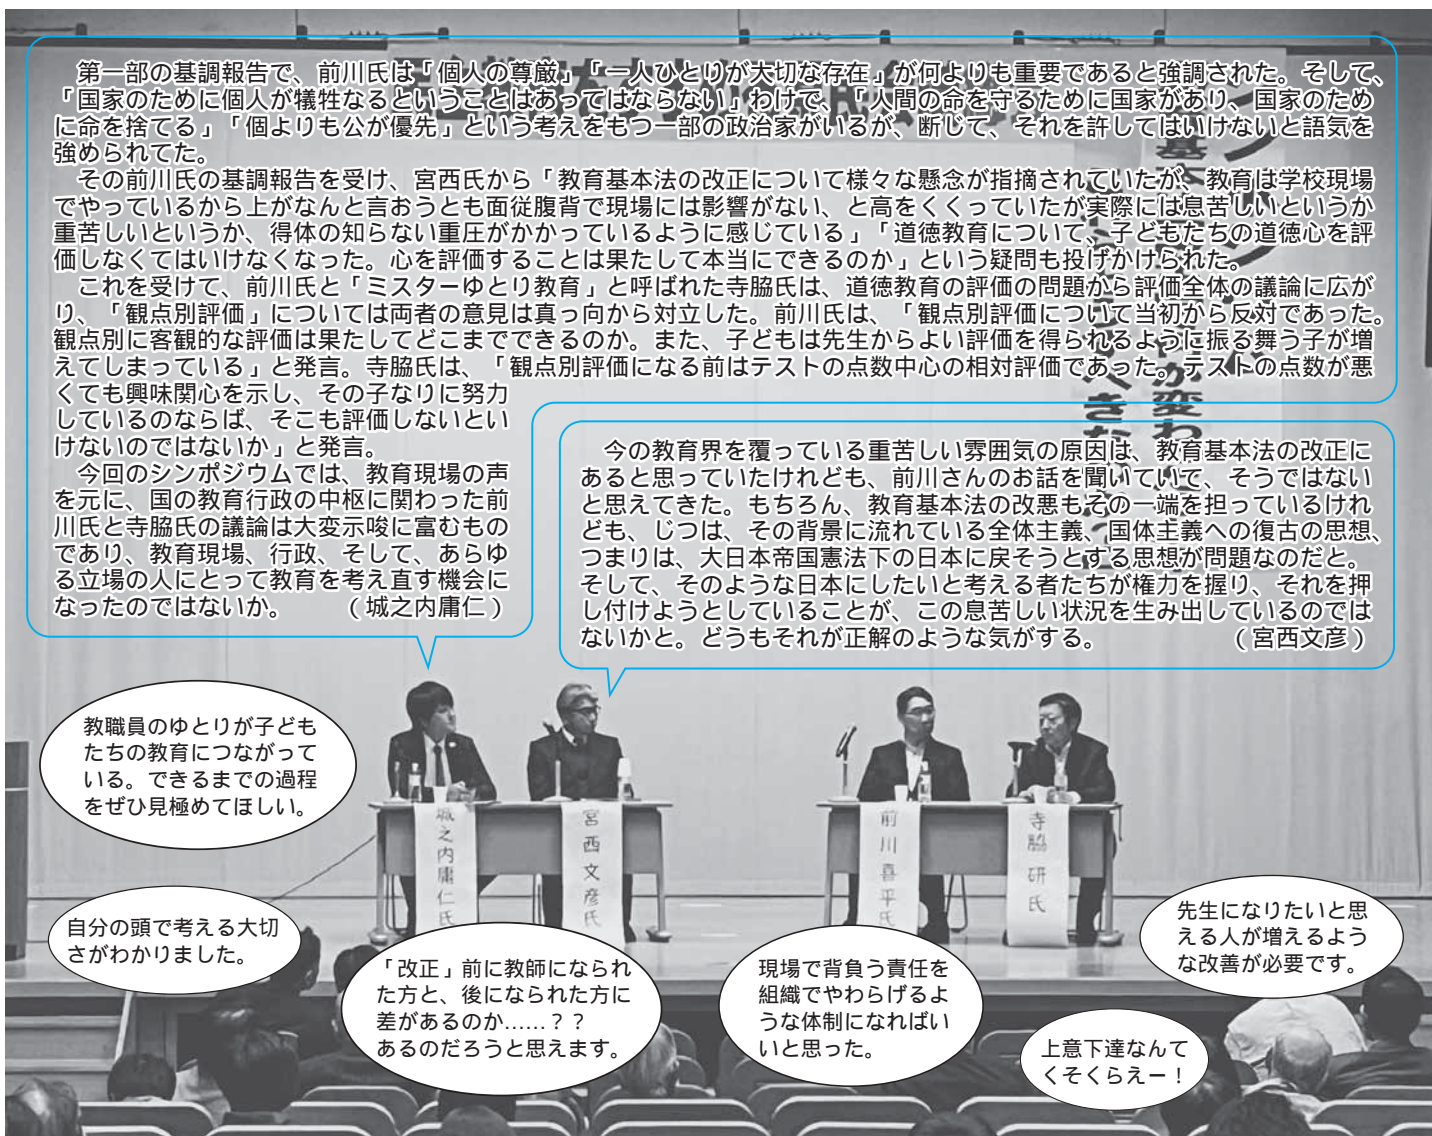 第一部の基調報告で、前川氏は「個人の尊厳」「一人ひとりが大切な存在」が何よりも重要であると強調された。そして、
「国家のために個人が犠牲なるということはあってはならない」わけで、「人間の命を守るために国家があり、国家のため
に命を捨てる」「個よりも公が優先」という考えをもつ一部の政治家がいるが、断じて、それを許してはいけないと語気を
強められてた。
その前川氏の基調報告を受け、宮西氏から「教育基本法の改正について様々な懸念が指摘されていたが、教育は学校現場
でやっているから上がなんと言おうとも面従腹背で現場には影響がない、と高をくくっていたが実際には息苦しいというか
重苦しいというか、得体の知らない重圧がかかっているように感じている」「道徳教育について、子どもたちの道徳心を評
価しなくてはいけなくなった。心を評価することは果たして本当にできるのか」という疑問も投げかけられた。
これを受けて、前川氏と「ミスターゆとり教育」と呼ばれた寺脇氏は、道徳教育の評価の問題から評価全体の議論に広が
り、「観点別評価」については両者の意見は真っ向から対立した。前川氏は、「観点別評価について当初から反対であった。
観点別に客観的な評価は果たしてどこまでできるのか。また、子どもは先生からよい評価を得られるように振る舞う子が増
えてしまっている」と発言。寺脇氏は、「観点別評価になる前はテストの点数中心の相対評価であった。テストの点数が悪
くても興味関心を示し、その子なりに努力
しているのならば、そこも評価しないとい
けないのではないか」と発言。
今回のシンポジウムでは、教育現場の声
を元に、国の教育行政の中枢に関わった前
川氏と寺脇氏の議論は大変示唆に富むもの
であり、教育現場、行政、そして、あらゆ
る立場の人にとって教育を考え直す機会に
なったのではないか。　（城之内庸仁）
今の教育界を覆っている重苦しい雰囲気の原因は、教育基本法の改正に
あると思っていたけれども、前川さんのお話を聞いていて、そうではない
と思えてきた。もちろん、教育基本法の改悪もその一端を担っているけれ
ども、じつは、その背景に流れている全体主義、国体主義への復古の思想、
つまりは、大日本帝国憲法下の日本に戻そうとする思想が問題なのだと。
そして、そのような日本にしたいと考える者たちが権力を握り、それを押
し付けようとしていることが、この息苦しい状況を生み出しているのでは
ないかと。どうもそれが正解のような気がする。　（宮西文彦）
教職員のゆとりが子ども
たちの教育につながって
いる。できるまでの過程
をぜひ見極めてほしい。
城之内庸仁氏
宮西文彦氏
前川喜平氏
寺脇研氏
自分の頭で考える大切
さがわかりました。
「改正」前に教師になられ
た方と、後になられた方に
差があるのか……？？
あるのだろうと思えます。
現場で背負う責任を
組織でやわらげるよ
うな体制になればい
いと思った。
先生になりたいと思
える人が増えるよう
な改善が必要です。
上意下達なんて
くそくらえー！